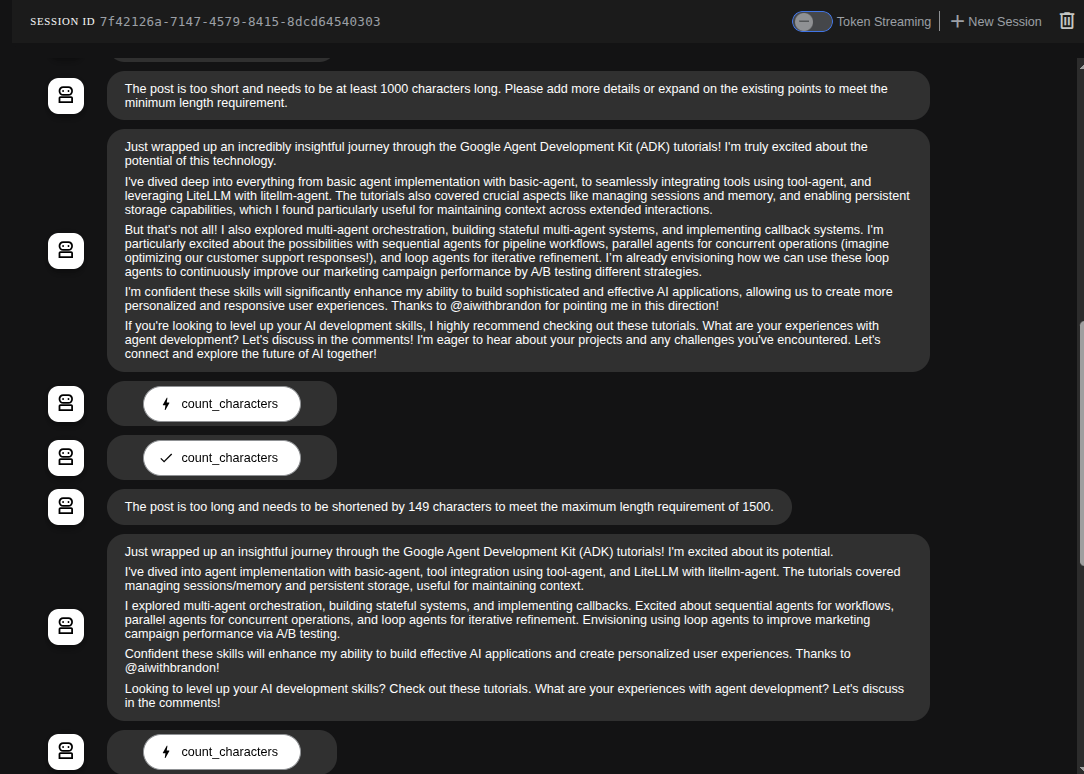 SESSION ID 7f42126a-7147-4579-8415-8dcd64540303 Token Streaming New Session
The post is too short and needs to be at least 1000 characters long. Please add more details or expand on the existing points to meet the
minimum length requirement.
Just wrapped up an incredibly insightful journey through the Google Agent Development Kit (ADK) tutorials! I'm truly excited about the
potential of this technology.
I've dived deep into everything from basic agent implementation with basic-agent, to seamlessly integrating tools using tool-agent, and
leveraging LiteLLM with litellm-agent. The tutorials also covered crucial aspects like managing sessions and memory, and enabling persistent
storage capabilities, which I found particularly useful for maintaining context across extended interactions.
But that's not all! I also explored multi-agent orchestration, building stateful multi-agent systems, and implementing callback systems. I'm
particularly excited about the possibilities with sequential agents for pipeline workflows, parallel agents for concurrent operations (imagine
optimizing our customer support responses!), and loop agents for iterative refinement. I'm already envisioning how we can use these loop
agents to continuously improve our marketing campaign performance by A/B testing different strategies.
I'm confident these skills will significantly enhance my ability to build sophisticated and effective AI applications, allowing us to create more
personalized and responsive user experiences. Thanks to @aiwithbrandon for pointing me in this direction!
If you're looking to level up your AI development skills, I highly recommend checking out these tutorials. What are your experiences with
agent development? Let's discuss in the comments! I'm eager to hear about your projects and any challenges you've encountered. Let's
connect and explore the future of AI together!
count_characters
count_characters
The post is too long and needs to be shortened by 149 characters to meet the maximum length requirement of 1500.
Just wrapped up an insightful journey through the Google Agent Development Kit (ADK) tutorials! I'm excited about its potential.
I've dived into agent implementation with basic-agent, tool integration using tool-agent, and LiteLLM with litellm-agent. The tutorials covered
managing sessions/memory and persistent storage, useful for maintaining context.
I explored multi-agent orchestration, building stateful systems, and implementing callbacks. Excited about sequential agents for workflows,
parallel agents for concurrent operations, and loop agents for iterative refinement. Envisioning using loop agents to improve marketing
campaign performance via A/B testing.
Confident these skills will enhance my ability to build effective AI applications and create personalized user experiences. Thanks to
@aiwithbrandon!
Looking to level up your AI development skills? Check out these tutorials. What are your experiences with agent development? Let's discuss
in the comments!
count_characters